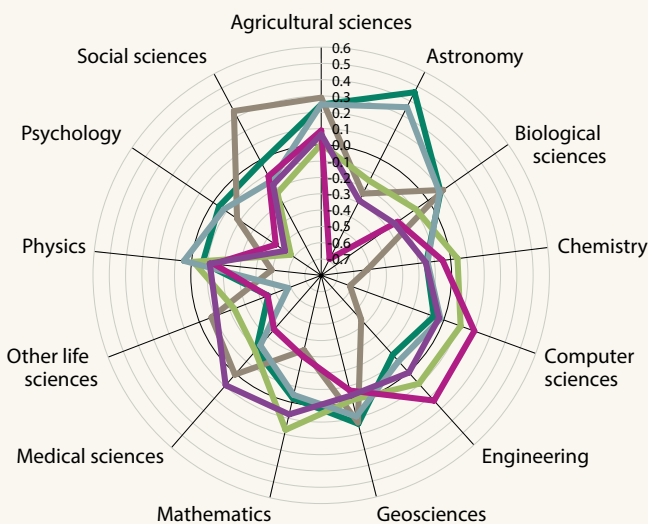 Agricultural sciences
Social sciences
Astronomy
Psychology
Biological
sciences
Physics
Chemistry
Other life
sciences
Computer
sciences
Medical sciences
Engineering
Mathematics
Geosciences
0.6
0.5
0.4
0.3
0.2
0.1
0.0
-0.1
-0.2
-0.3
-0.4
-0.5
-0.6
-0.7